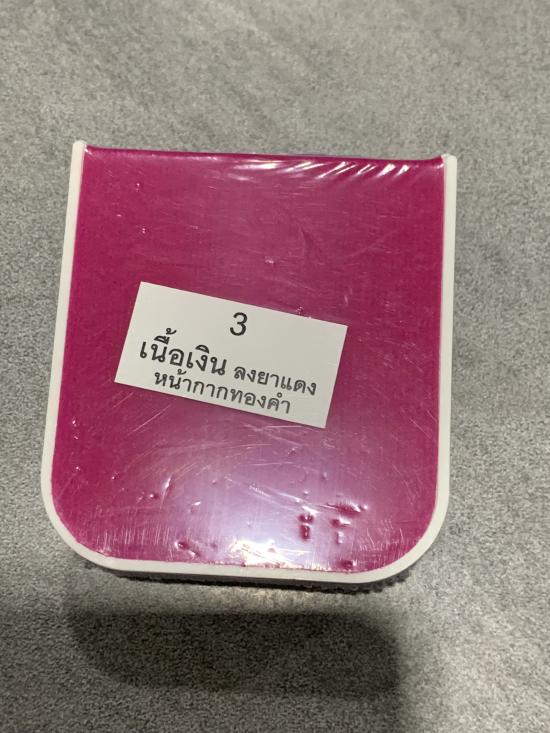 3
เนื้อเงิน ลงยาแดง
หน้ากากทองคำ